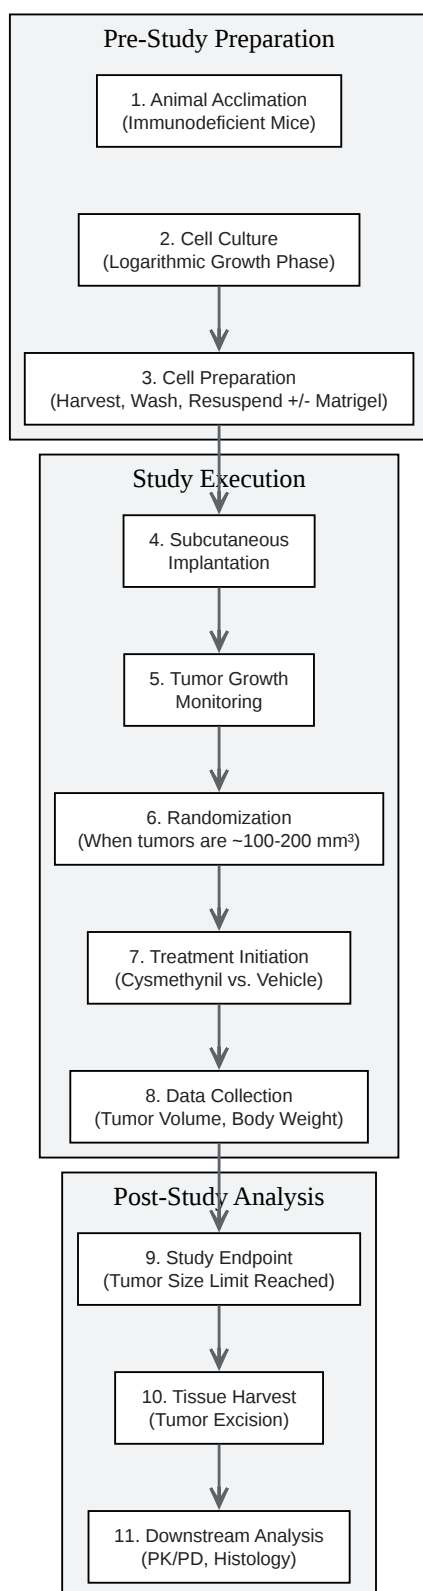 Pre-Study Preparation
1. Animal Acclimation
(Immunodeficient Mice)
2. Cell Culture
(Logarithmic Growth Phase)
3. Cell Preparation
(Harvest, Wash, Resuspend +/- Matrigel)
Study Execution
4. Subcutaneous
Implantation
5. Tumor Growth
Monitoring
6. Randomization
(When tumors are ~100-200 mm³)
7. Treatment Initiation
(Cysmethynil vs. Vehicle)
8. Data Collection
(Tumor Volume, Body Weight)
Post-Study Analysis
9. Study Endpoint
(Tumor Size Limit Reached)
10. Tissue Harvest
(Tumor Excision)
11. Downstream Analysis
(PK/PD, Histology)